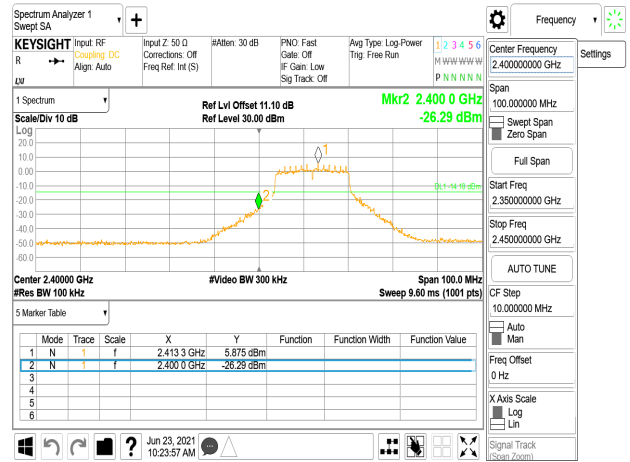 Spectrum Analyzer 1
Swept SA
Frequency
KEYSIGHT
R
Input: RF
Coupling: DC
Align: Auto
Input Z: 50 Ω
Corrections: Off
Freq Ref: Int (S)
#Atten: 30 dB
PNO: Fast
Gate: Off
IF Gain: Low
Sig Track: Off
Avg Type: Log-Power
Trig: Free Run
1 2 3 4 5 6
M W W W W W
P N N N N N
LXI
1 Spectrum
Scale/Div 10 dB
Ref Lvl Offset 11.10 dB
Ref Level 30.00 dBm
Mkr2 2.400 0 GHz
-26.29 dBm
Log
20.0
10.0
0.00
-10.0
-20.0
-30.0
-40.0
-50.0
-60.0
1
2
DL1 -14.18 dBm
Center 2.40000 GHz
#Res BW 100 kHz
#Video BW 300 kHz
Span 100.0 MHz
Sweep 9.60 ms (1001 pts)
5 Marker Table
Mode Trace Scale X Y Function Function Width Function Value
1 N 1 f 2.413 3 GHz 5.875 dBm
2 N 1 f 2.400 0 GHz -26.29 dBm
3
4
5
6
Jun 23, 2021
10:23:57 AM
Center Frequency
2.400000000 GHz
Settings
Span
100.000000 MHz
Swept Span
Zero Span
Full Span
Start Freq
2.350000000 GHz
Stop Freq
2.450000000 GHz
AUTO TUNE
CF Step
10.000000 MHz
Auto
Man
Freq Offset
0 Hz
X Axis Scale
Log
Lin
Signal Track
(Span Zoom)